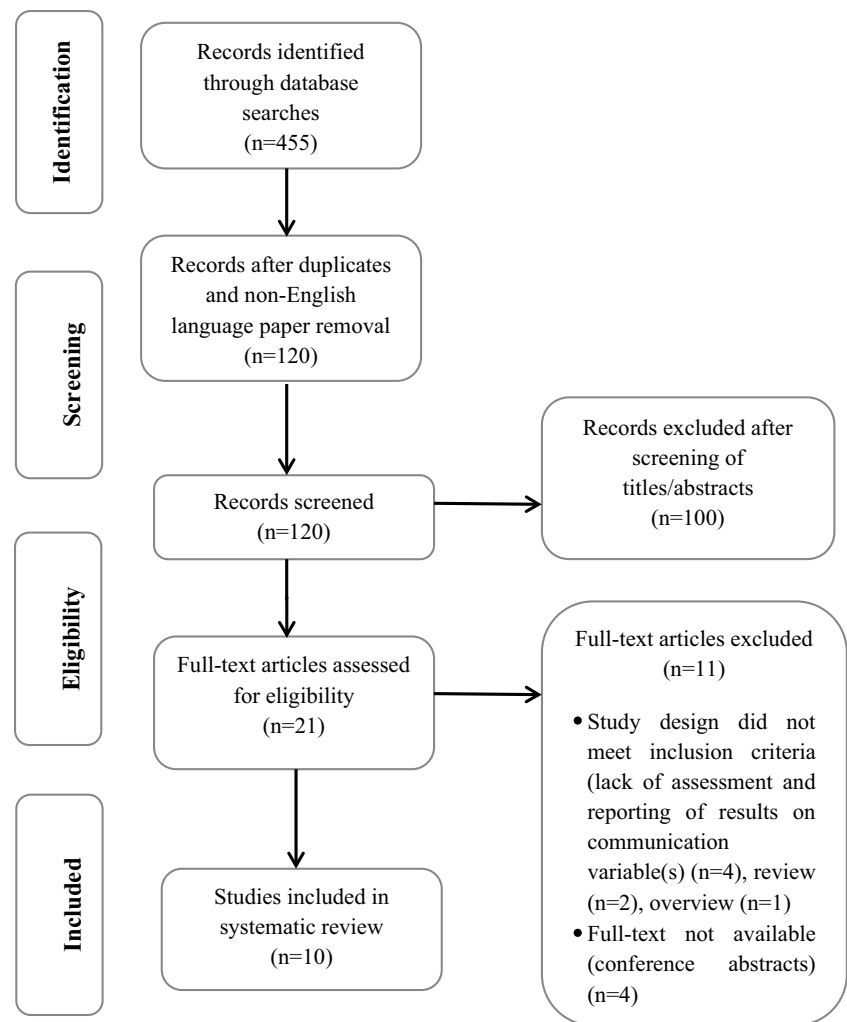 Identification
Records identified
through database
searches
(n=455)
Screening
Records after duplicates
and non-English
language paper removal
(n=120)
Records screened
(n=120)
Records excluded after
screening of
titles/abstracts
(n=100)
Eligibility
Full-text articles assessed
for eligibility
(n=21)
Full-text articles excluded
(n=11)
• Study design did not
meet inclusion criteria
(lack of assessment and
reporting of results on
communication
variable(s) (n=4), review
(n=2), overview (n=1)
• Full-text not available
(conference abstracts)
(n=4)
Included
Studies included in
systematic review
(n=10)